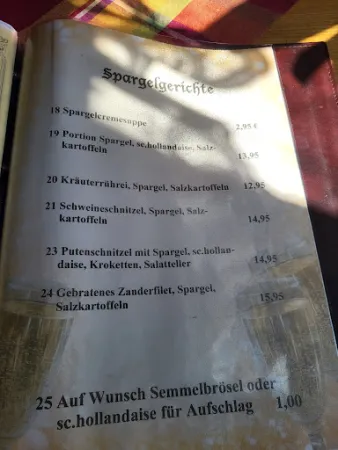 Spargelgerichte
18 Spargelcremesuppe 2,95 €
19 Portion Spargel, sc.hollandaise, Salz-
kartoffeln 13,95
20 Kräuterrührei, Spargel, Salzkartoffeln 12,95
21 Schweineschnitzel, Spargel, Salz-
kartoffeln 14,95
23 Putenschnitzel mit Spargel, sc.hollan-
daise, Kroketten, Salatteller 14,95
24 Gebratenes Zanderfilet, Spargel,
Salzkartoffeln 15,95
25 Auf Wunsch Semmelbrösel oder
sc.hollandaise für Aufschlag 1,00